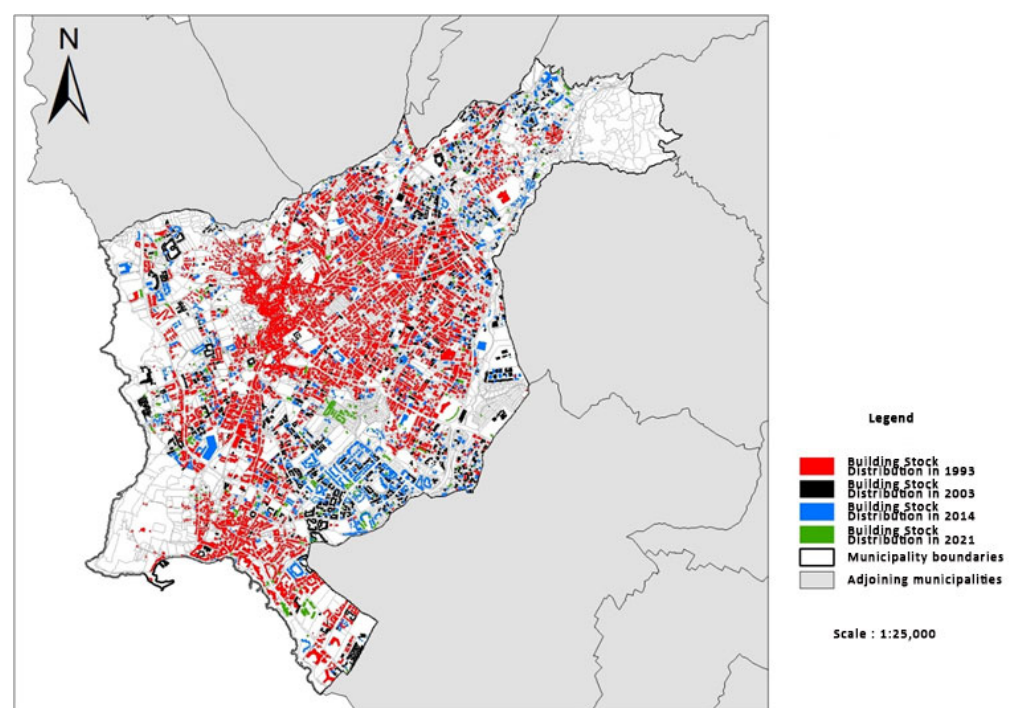 N
Legend
Building Stock
Distribution in 1993
Building Stock
Distribution in 2003
Building Stock
Distribution in 2014
Building Stock
Distribution in 2021
Municipality boundaries
Adjoining municipalities
Scale : 1:25,000